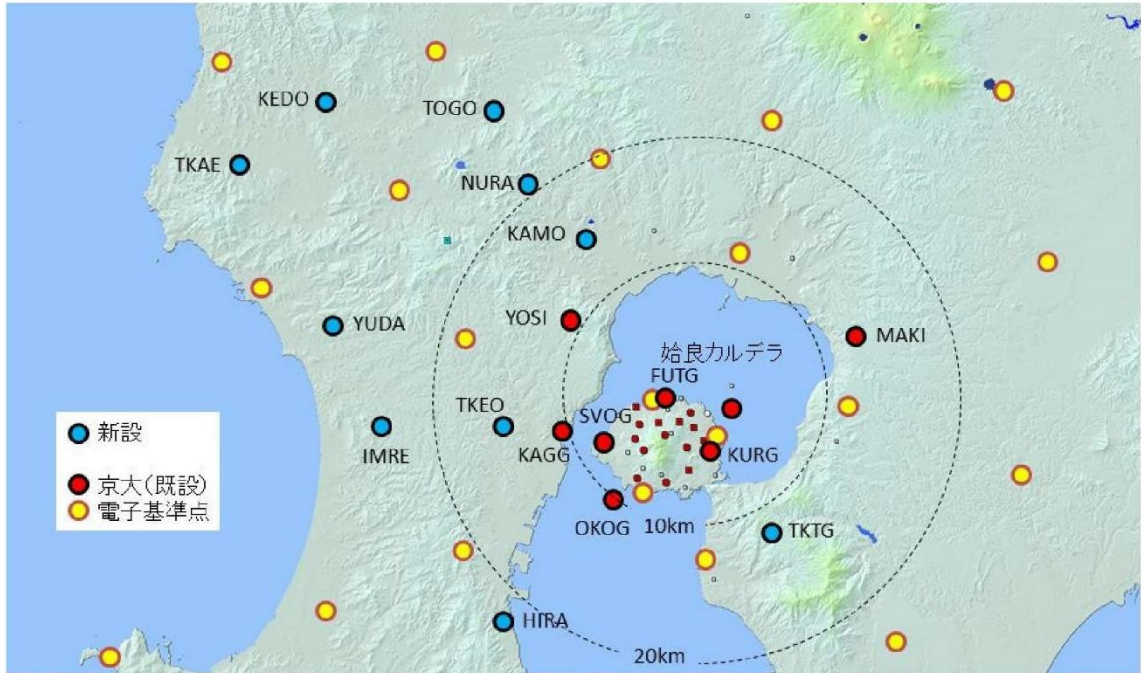 KEDO
TOGO
TKAE
NURA
KAMO
YOSI
YUDA
MAKI
姶良カルデラ
FUTG
TKEO
SVOG
IMRE
KAGG
KURG
OKOG
10km
TKTG
HIRA
20km
新設
京大(既設)
電子基準点